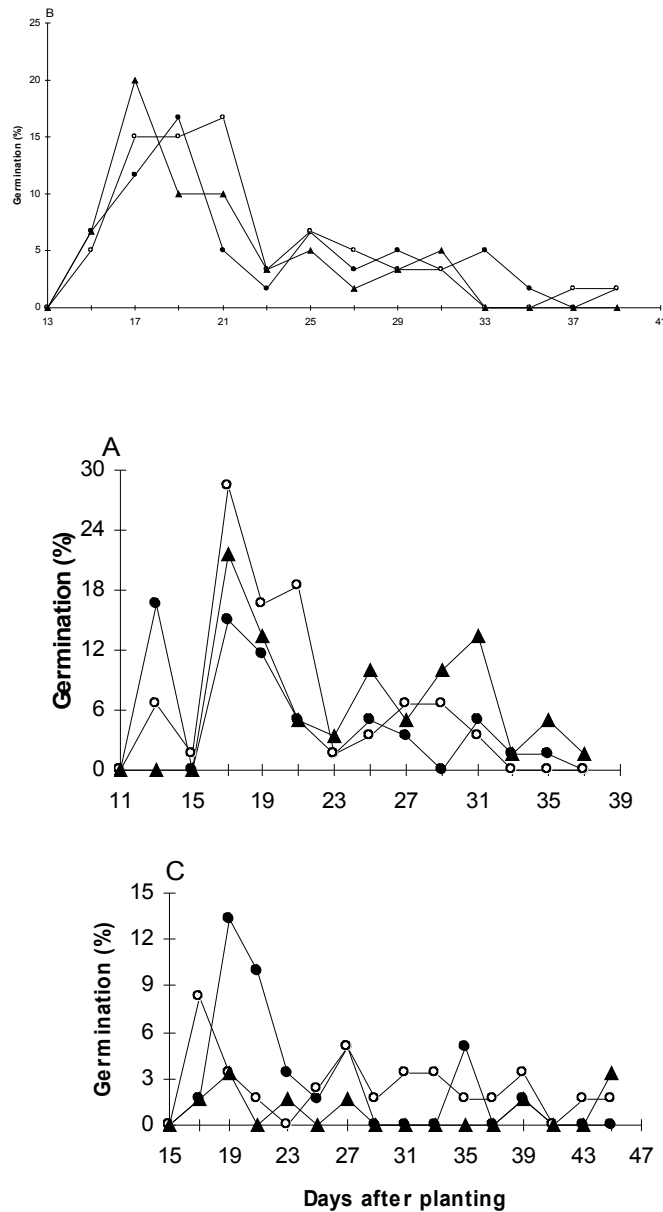 B
25
20
15
10
5
0
Germination (%)
13 17 21 25 29 33 37 41
A
30
24
18
12
6
0
Germination (%)
11 15 19 23 27 31 35 39
C
15
12
9
6
3
0
Germination (%)
15 19 23 27 31 35 39 43 47
Days after planting